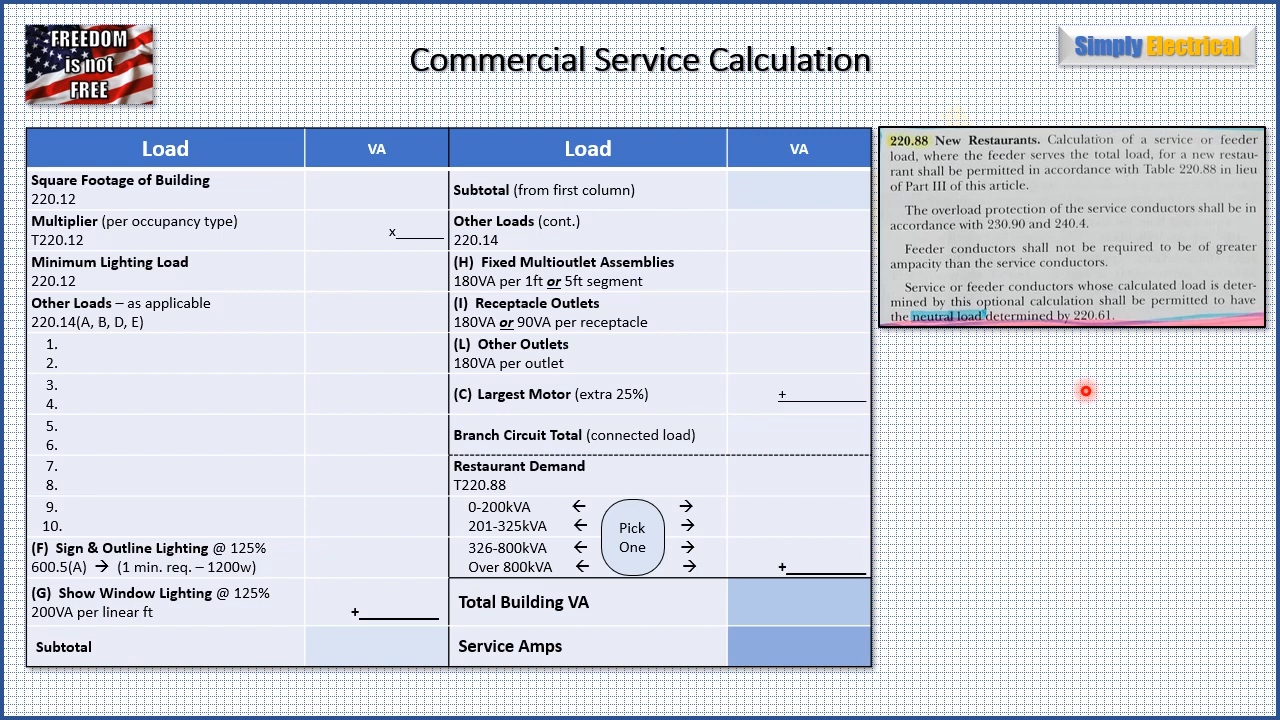 FREEDOM
is not
FREE
Commercial Service Calculation
Simply Electrical
Load
VA
Load
VA
Square Footage of Building
220.12
Multiplier (per occupancy type)
T220.12
x______
Minimum Lighting Load
220.12
Other Loads – as applicable
220.14(A, B, D, E)
1.
2.
3.
4.
5.
6.
7.
8.
9.
10.
(F) Sign & Outline Lighting @ 125%
600.5(A) → (1 min. req. – 1200w)
(G) Show Window Lighting @ 125%
200VA per linear ft
+__________
Subtotal
Subtotal (from first column)
Other Loads (cont.)
220.14
(H) Fixed Multioutlet Assemblies
180VA per 1ft or 5ft segment
(I) Receptacle Outlets
180VA or 90VA per receptacle
(L) Other Outlets
180VA per outlet
(C) Largest Motor (extra 25%)
+__________
Branch Circuit Total (connected load)
Restaurant Demand
T220.88
0-200kVA ← →
201-325kVA ← Pick →
326-800kVA ← One →
Over 800kVA ← →
+__________
Total Building VA
Service Amps
220.88 New Restaurants. Calculation of a service or feeder
load, where the feeder serves the total load, for a new restau-
rant shall be permitted in accordance with Table 220.88 in lieu
of Part III of this article.
The overload protection of the service conductors shall be in
accordance with 230.90 and 240.4.
Feeder conductors shall not be required to be of greater
ampacity than the service conductors.
Service or feeder conductors whose calculated load is deter-
mined by this optional calculation shall be permitted to have
the neutral load determined by 220.61.